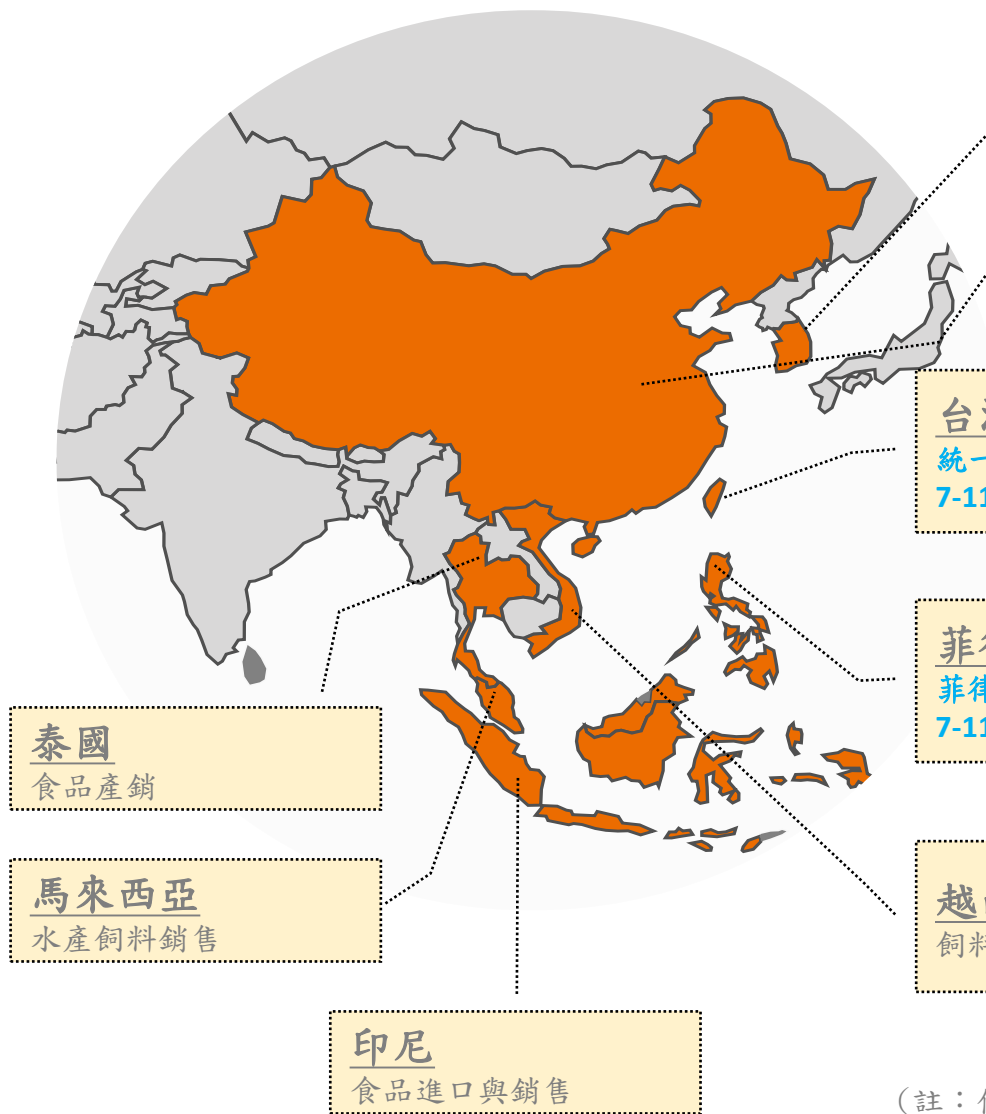 台
統一
7-11
菲
菲律
7-11
泰國
食品產銷
馬來西亞
水產飼料銷售
越
飼料
印尼
食品進口與銷售
(註：